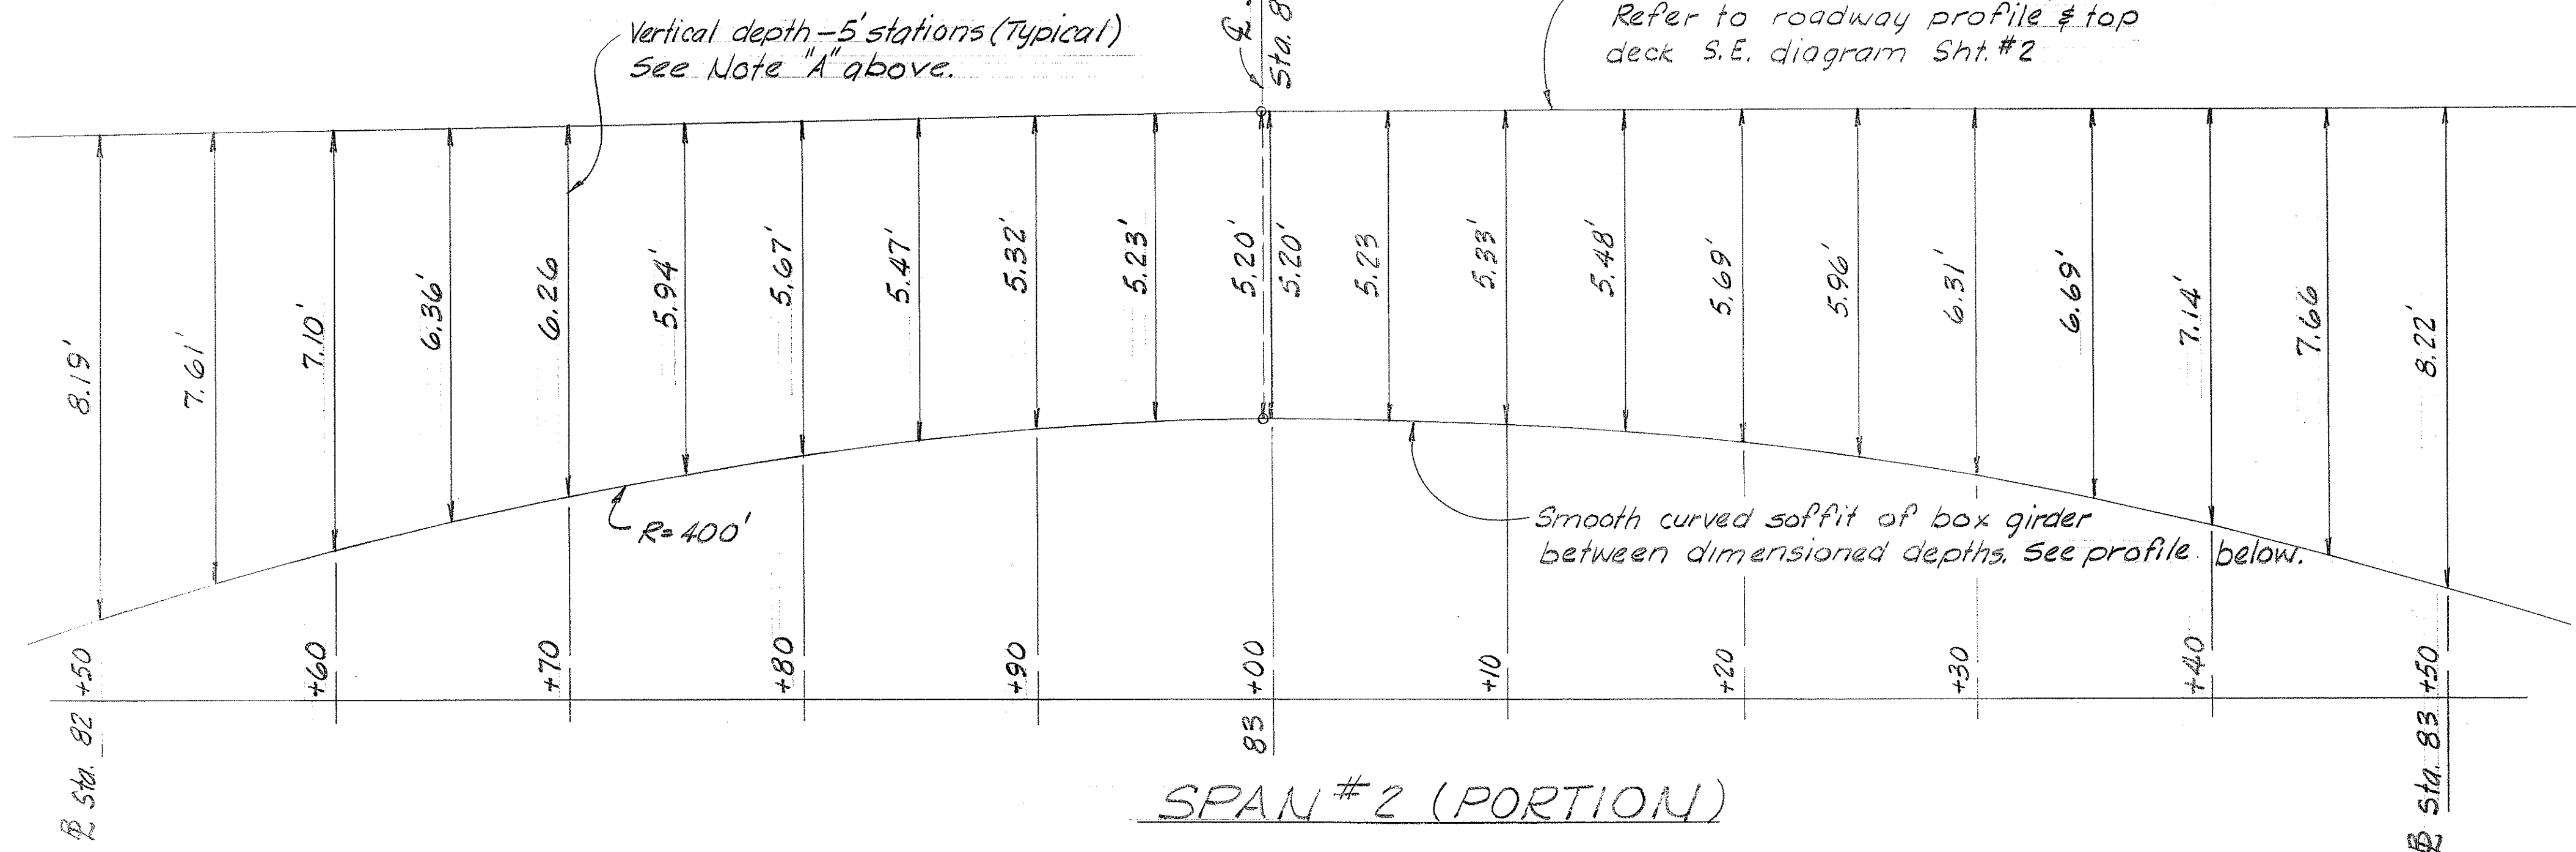 Vertical depth-5' stations (Typical)
See Note "A" above.
Sta. 8
Refer to roadway profile & top
deck S.E. diagram Sht. #2
8.19'
7.61'
7.10'
6.36'
6.26
5.94'
5.67'
5.47'
5.32'
5.23'
5.20'
5.20'
5.23
5.33'
5.48'
5.69'
5.96'
6.31'
6.69'
7.14'
7.66
8.22'
R=400'
Smooth curved soffit of box girder
between dimensioned depths. See profile below.
Sta. 82 +50
+60
+70
+80
+90
83 +00
+10
+20
+30
+40
Sta. 83 +50
SPAN #2 (PORTION)